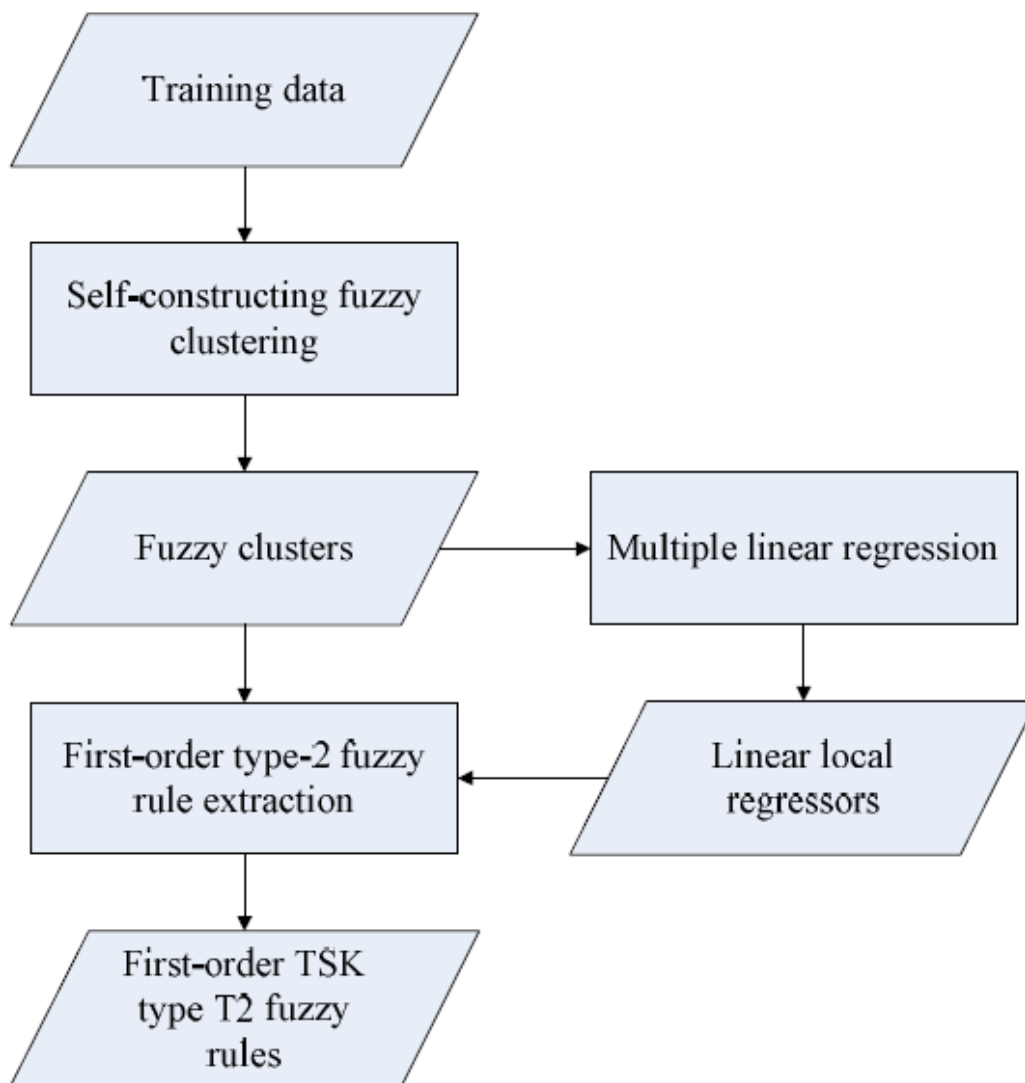 Training data
Self-constructing fuzzy
clustering
Fuzzy clusters
Multiple linear regression
First-order type-2 fuzzy
rule extraction
Linear local
regressors
First-order TSK
type T2 fuzzy
rules